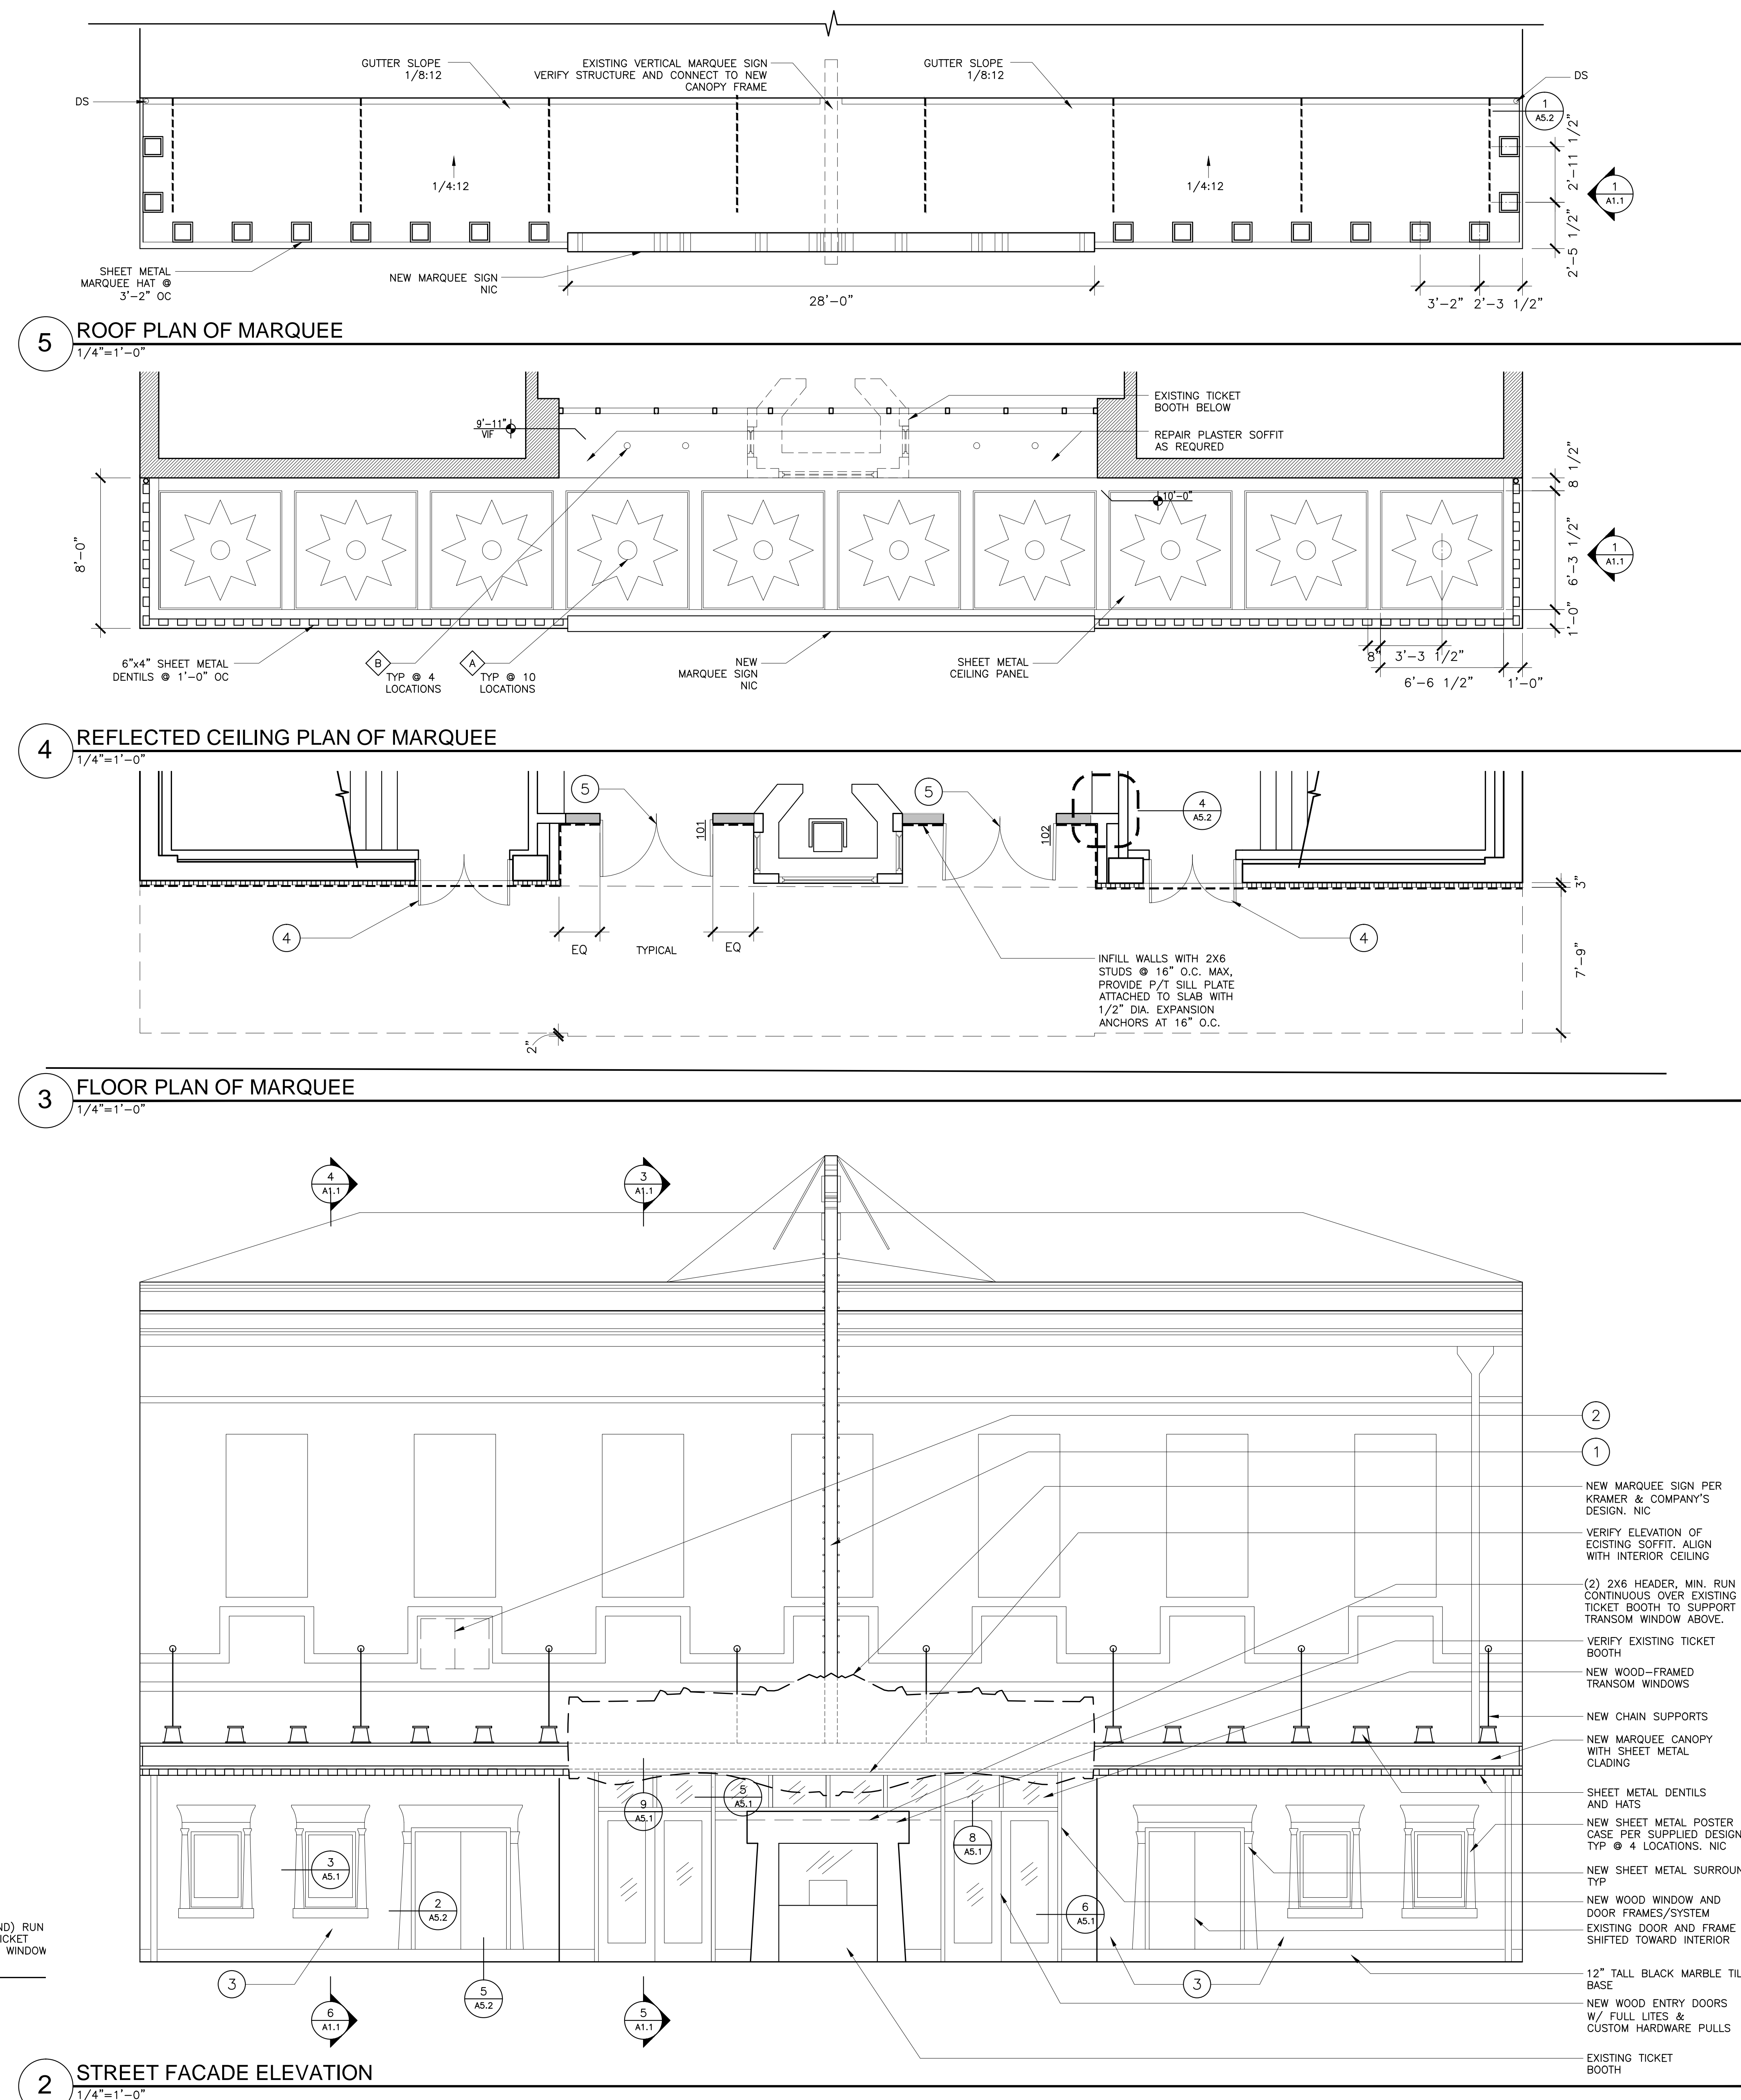 GUTTER SLOPE
1/8:12
EXISTING VERTICAL MARQUEE SIGN
VERIFY STRUCTURE AND CONNECT TO NEW
CANOPY FRAME
GUTTER SLOPE
1/8:12
DS
DS
1
A5.2
1/4:12
1/4:12
2'-11 1/2"
2'-5 1/2"
1
A1.1
SHEET METAL
MARQUEE HAT @
3'-2" OC
NEW MARQUEE SIGN
NIC
28'-0"
3'-2"
2'-3 1/2"
5
ROOF PLAN OF MARQUEE
1/4"=1'-0"
9'-11"
VIF
EXISTING TICKET
BOOTH BELOW
REPAIR PLASTER SOFFIT
AS REQURED
10'-0"
8'-0"
8 1/2"
6'-3 1/2"
1'-0"
1
A1.1
6"x4" SHEET METAL
DENTILS @ 1'-0" OC
B
TYP @ 4
LOCATIONS
A
TYP @ 10
LOCATIONS
NEW
MARQUEE SIGN
NIC
SHEET METAL
CEILING PANEL
8"
3'-3 1/2"
6'-6 1/2"
1'-0"
4
REFLECTED CEILING PLAN OF MARQUEE
1/4"=1'-0"
5
101
5
102
4
A5.2
4
EQ
TYPICAL
EQ
4
3"
7'-9"
INFILL WALLS WITH 2X6
STUDS @ 16" O.C. MAX,
PROVIDE P/T SILL PLATE
ATTACHED TO SLAB WITH
1/2" DIA. EXPANSION
ANCHORS AT 16" O.C.
2"
3
FLOOR PLAN OF MARQUEE
1/4"=1'-0"
4
A1.1
3
A1.1
2
1
NEW MARQUEE SIGN PER
KRAMER & COMPANY'S
DESIGN. NIC
VERIFY ELEVATION OF
ECISTING SOFFIT. ALIGN
WITH INTERIOR CEILING
(2) 2X6 HEADER, MIN. RUN
CONTINUOUS OVER EXISTING
TICKET BOOTH TO SUPPORT
TRANSOM WINDOW ABOVE.
VERIFY EXISTING TICKET
BOOTH
NEW WOOD-FRAMED
TRANSOM WINDOWS
NEW CHAIN SUPPORTS
NEW MARQUEE CANOPY
WITH SHEET METAL
CLADING
SHEET METAL DENTILS
AND HATS
NEW SHEET METAL POSTER
CASE PER SUPPLIED DESIGN
TYP @ 4 LOCATIONS. NIC
NEW SHEET METAL SURROUN
TYP
NEW WOOD WINDOW AND
DOOR FRAMES/SYSTEM
EXISTING DOOR AND FRAME
SHIFTED TOWARD INTERIOR
12" TALL BLACK MARBLE TIL
BASE
NEW WOOD ENTRY DOORS
W/ FULL LITES &
CUSTOM HARDWARE PULLS
EXISTING TICKET
BOOTH
5
A5.1
9
A5.1
8
A5.1
3
A5.1
2
A5.2
6
A5.1
ND) RUN
ICKET
WINDOW
3
5
A5.2
3
6
A1.1
5
A1.1
2
STREET FACADE ELEVATION
1/4"=1'-0"